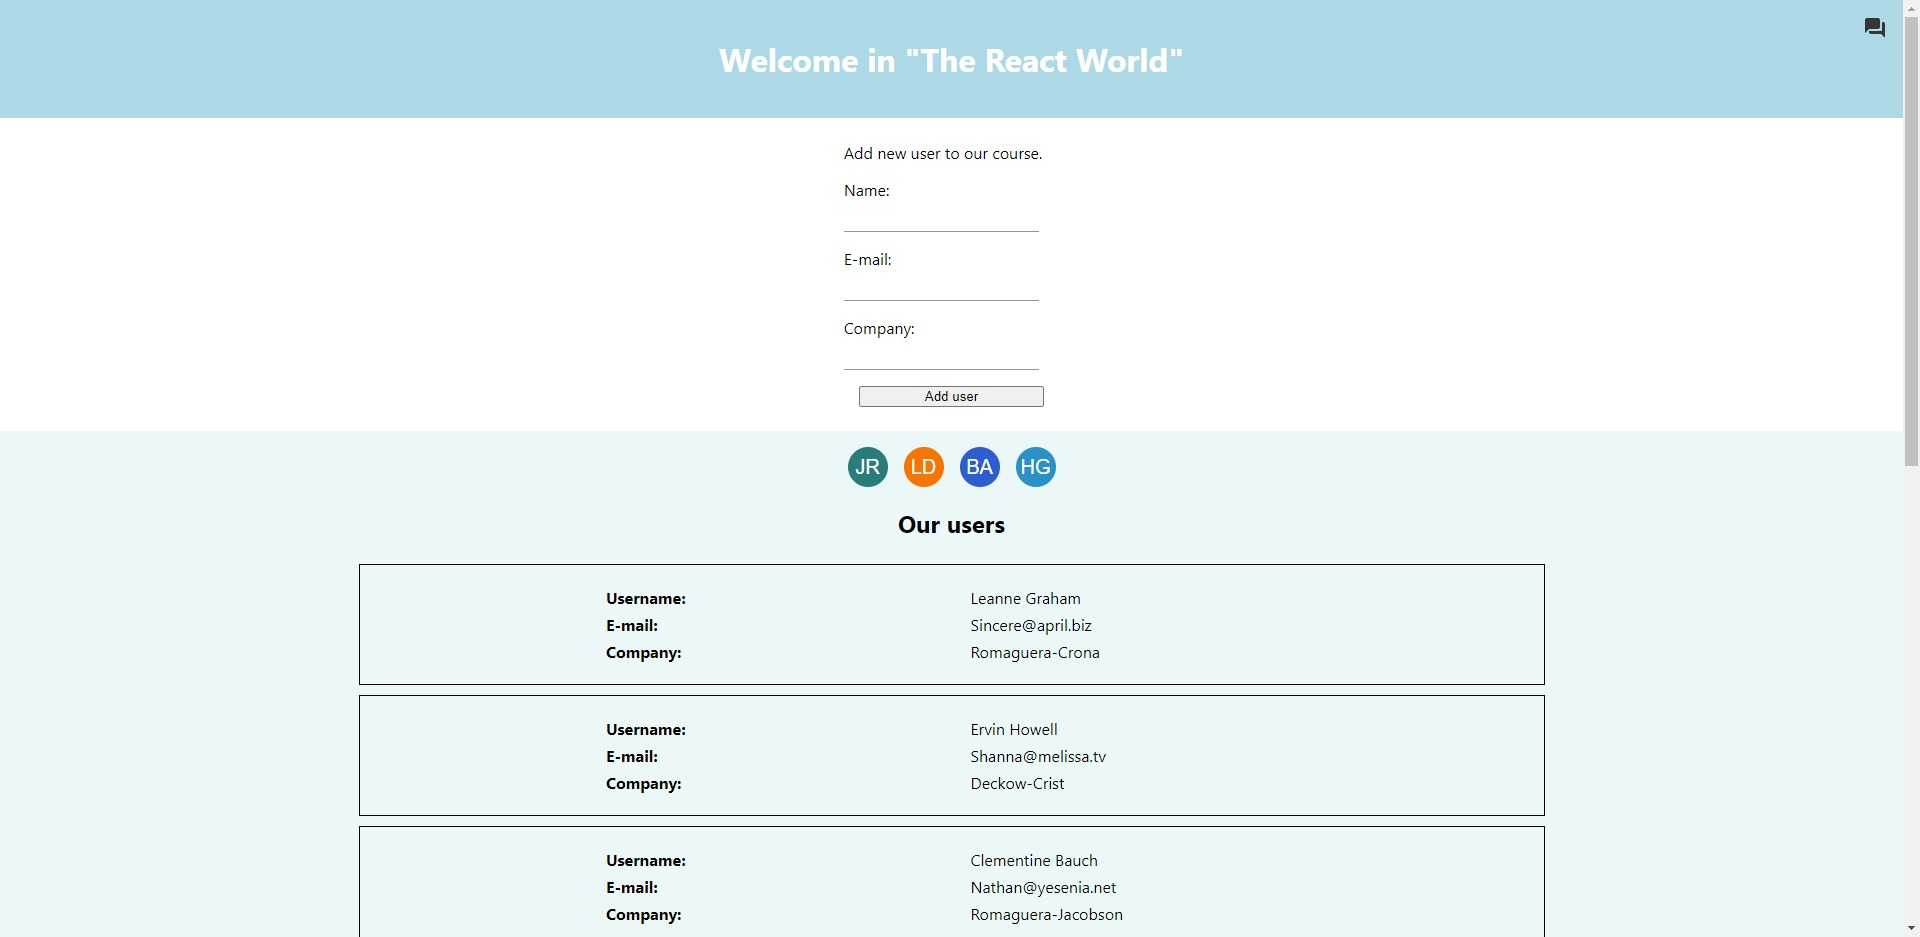 Welcome in "The React World"
Add new user to our course.
Name:
E-mail:
Company:
Add user
JR LD BA HG
Our users
Username: Leanne Graham
E-mail: Sincere@april.biz
Company: Romaguera-Crona
Username: Ervin Howell
E-mail: Shanna@melissa.tv
Company: Deckow-Crist
Username: Clementine Bauch
E-mail: Nathan@yesenia.net
Company: Romaguera-Jacobson